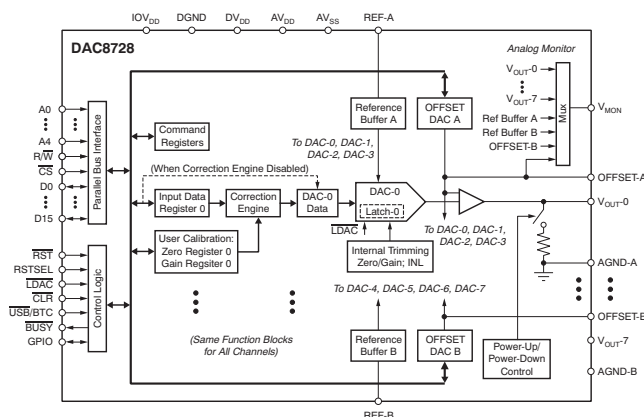 IOVDD DGND DVDD AVDD AVSS REF-A
DAC8728
Analog Monitor
VOUT-0
VOUT-7
Ref Buffer A
Ref Buffer B
OFFSET-B
Mux
VMON
A0
A4
R/W
CS
D0
D15
Parallel Bus Interface
Command
Registers
Reference
Buffer A
OFFSET
DAC A
To DAC-0, DAC-1,
DAC-2, DAC-3
(When Correction Engine Disabled)
Input Data
Register 0
Correction
Engine
DAC-0
Data
DAC-0
Latch-0
LDAC
OFFSET-A
VOUT-0
To DAC-0, DAC-1,
DAC-2, DAC-3
User Calibration:
Zero Register 0
Gain Regsiter 0
Internal Trimming
Zero/Gain; INL
AGND-A
RST
RSTSEL
LDAC
CLR
USB/BTC
BUSY
GPIO
Control Logic
To DAC-4, DAC-5, DAC-6, DAC-7
(Same Function Blocks
for All Channels)
Reference
Buffer B
OFFSET
DAC B
Power-Up/
Power-Down
Control
OFFSET-B
VOUT-7
AGND-B
REF-B